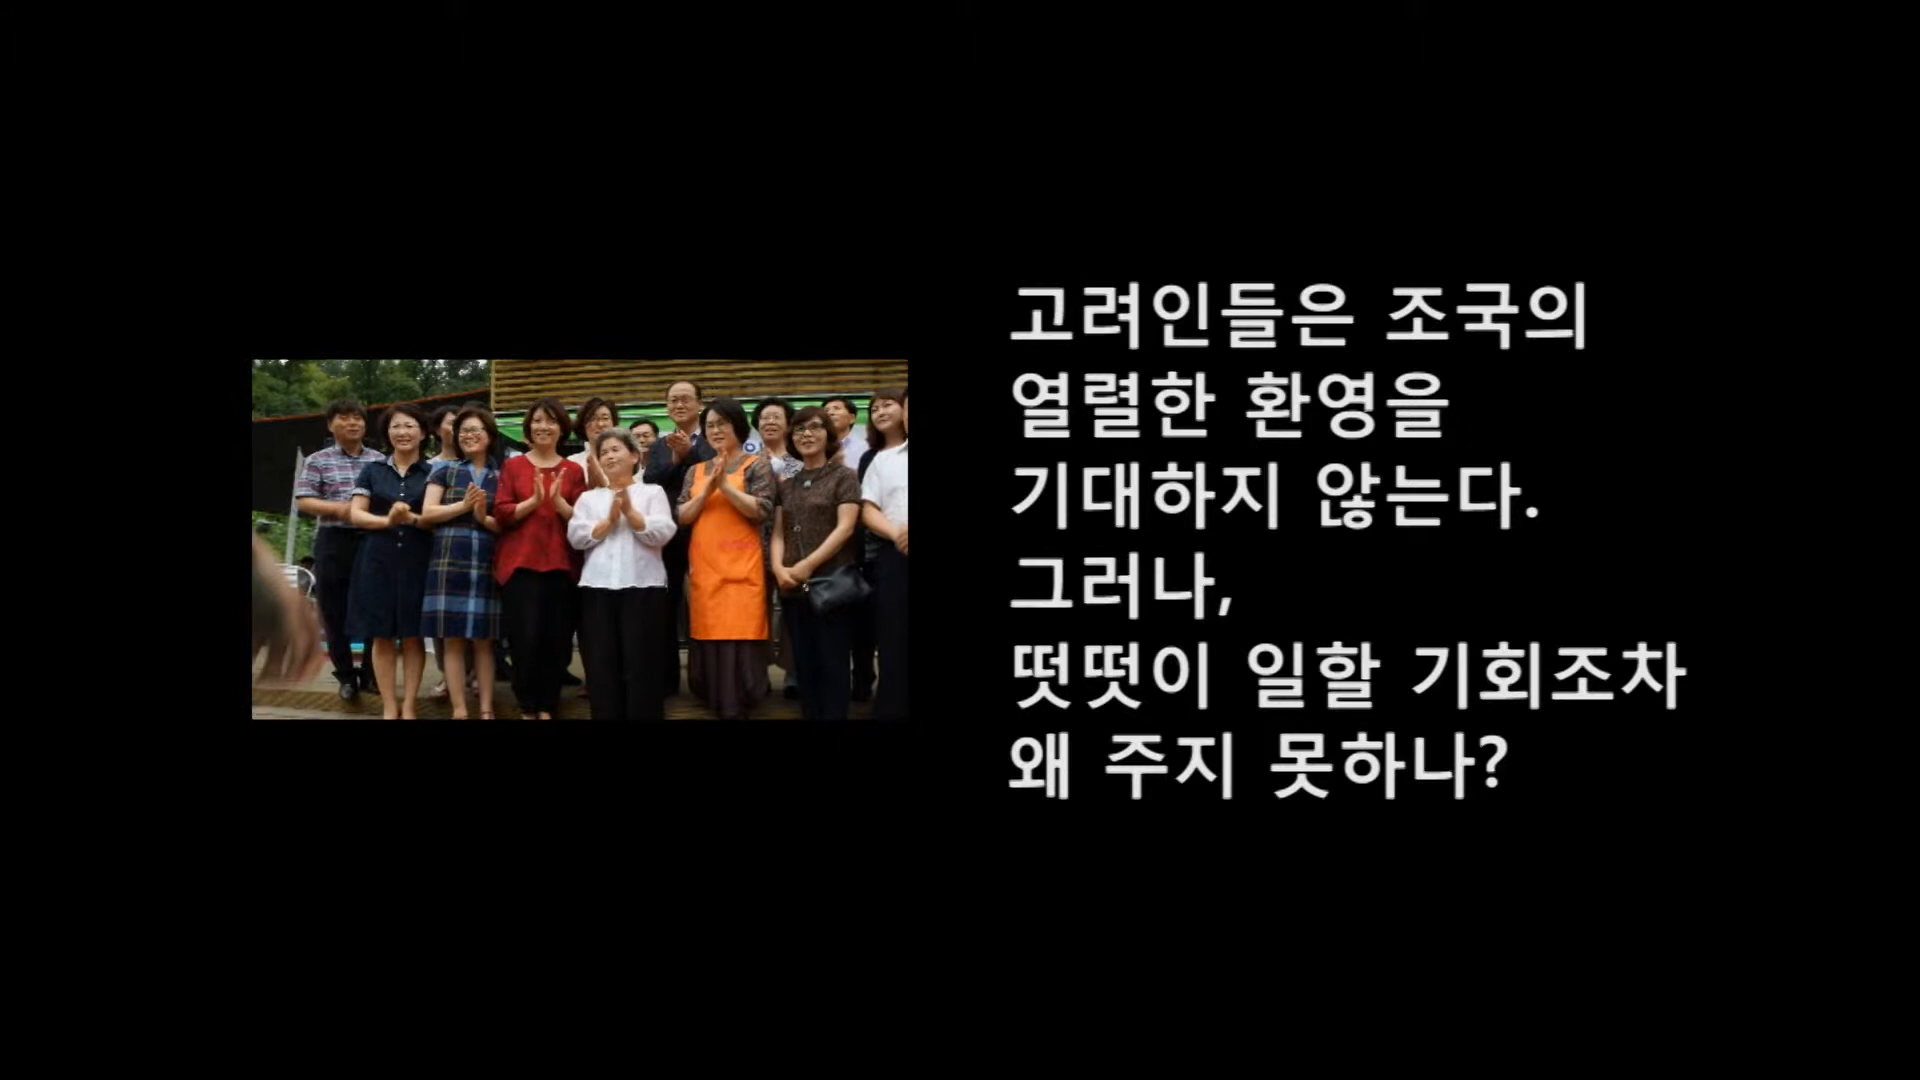 고려인들은 조국의
열렬한 환영을
기대하지 않는다.
그러나,
떳떳이 일할 기회조차
왜 주지 못하나?